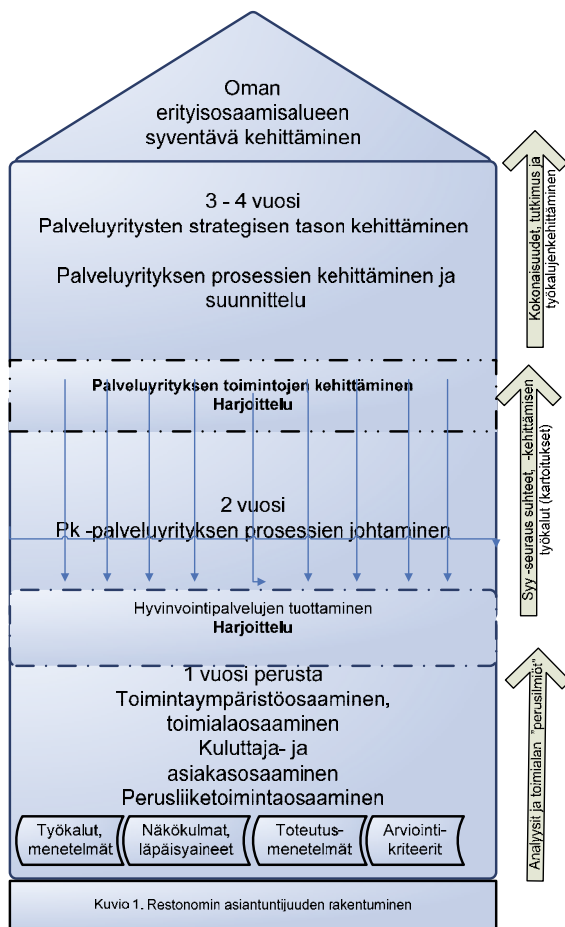 Oman
erityisosaamisalueen
syventävä kehittäminen
3 - 4 vuosi
Palveluyritysten strategisen tason kehittäminen
Palveluyrityksen prosessien kehittäminen ja
suunnittelu
Palveluyrityksen toimintojen kehittäminen
Harjoittelu
2 vuosi
Pk -palveluyrityksen prosessien johtaminen
Hyvinvointipalvelujen tuottaminen
Harjoittelu
1 vuosi perusta
Toimintaympäristöosaaminen,
toimialaosaaminen
Kuluttaja- ja
asiakasosaaminen
Perusliiketoimintaosaaminen
Työkalut,
menetelmät
Näkökulmat,
läpäisyaineet
Toteutus-
menetelmät
Arviointi-
kriteerit
Kuvio 1. Restonomin asiantuntijuuden rakentuminen
Kokonaisuudet, tutkimus ja
työkalujenkehittäminen
Syy -seuraus suhteet, -kehittämisen
työkalut (kartoitukset)
Analyysit ja toimialan "perusilmiöt"